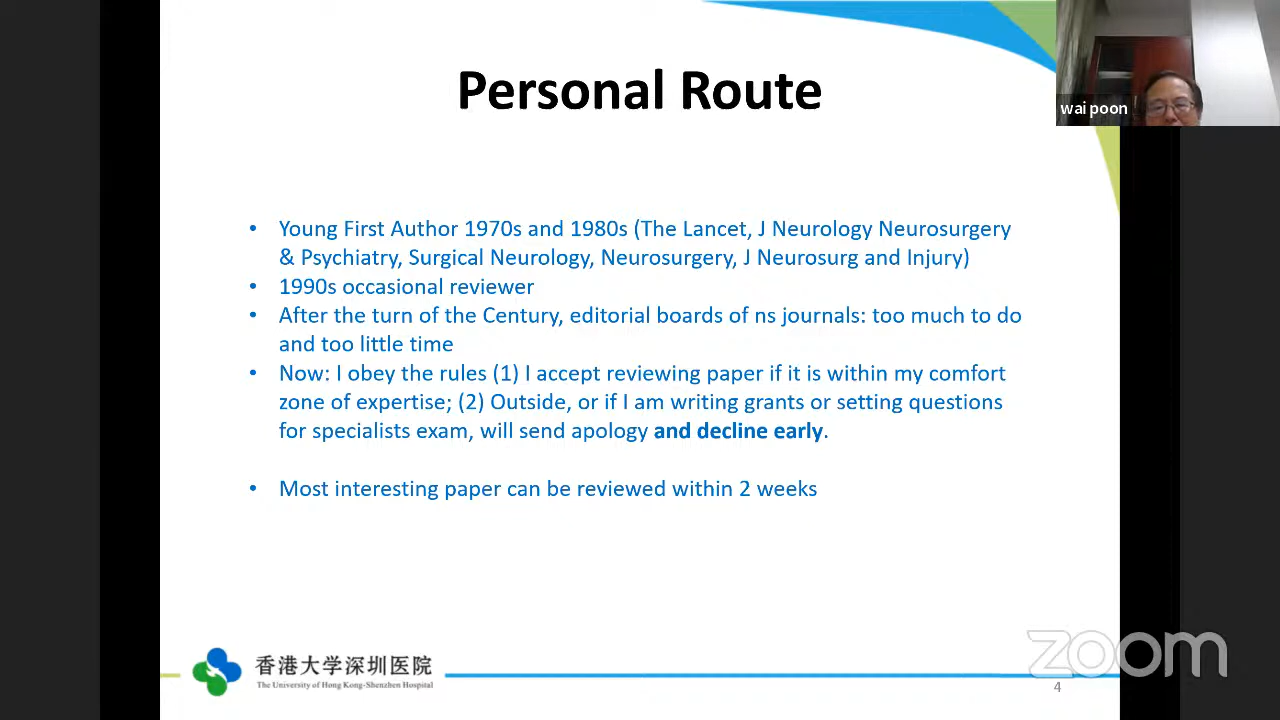 Personal Route
wai poon
• Young First Author 1970s and 1980s (The Lancet, J Neurology Neurosurgery
& Psychiatry, Surgical Neurology, Neurosurgery, J Neurosurg and Injury)
• 1990s occasional reviewer
• After the turn of the Century, editorial boards of ns journals: too much to do
and too little time
• Now: I obey the rules (1) I accept reviewing paper if it is within my comfort
zone of expertise; (2) Outside, or if I am writing grants or setting questions
for specialists exam, will send apology and decline early.
• Most interesting paper can be reviewed within 2 weeks
香港大学深圳医院
The University of Hong Kong-Shenzhen Hospital
zoom
4